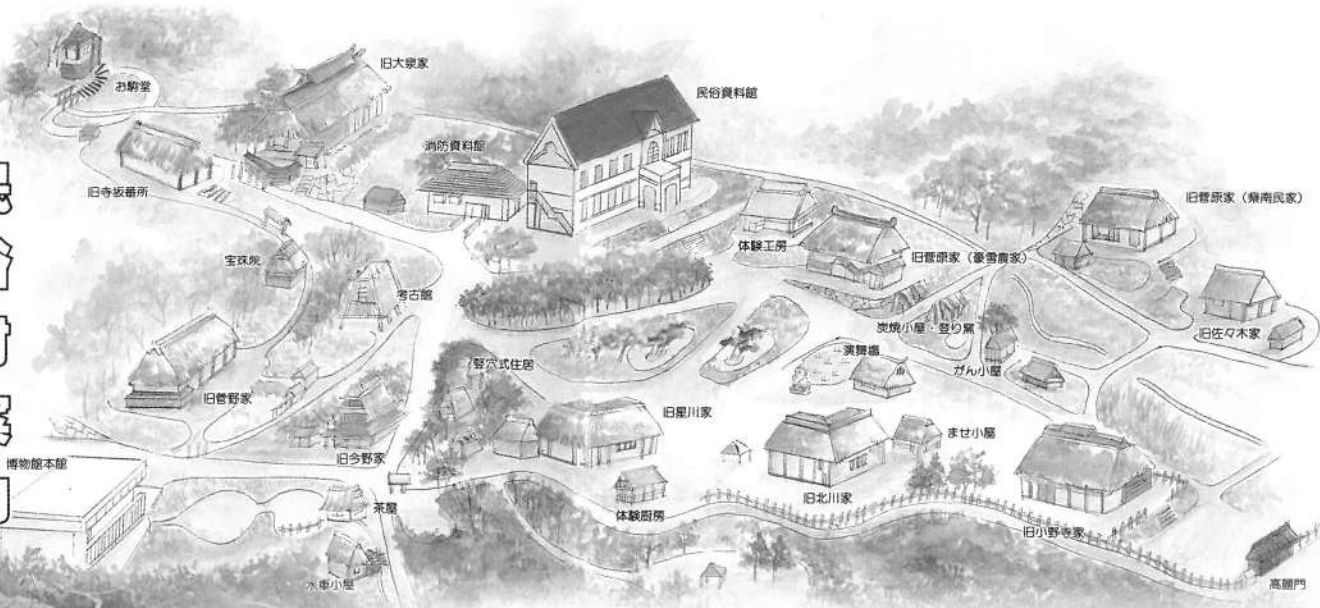 お駒堂
旧大泉家
民俗資料館
消防資料館
旧寺坂番所
旧菅原家（県南民家）
体験工房
宝珠院
旧菅原家（豪雪農家）
考古館
炭焼小屋・登り窯
旧佐々木家
演舞場
竪穴式住居
がん小屋
旧菅野家
旧星川家
ませ小屋
旧今野家
博物館本館
旧北川家
茶屋
体験厨房
旧小野寺家
水車小屋
高麗門